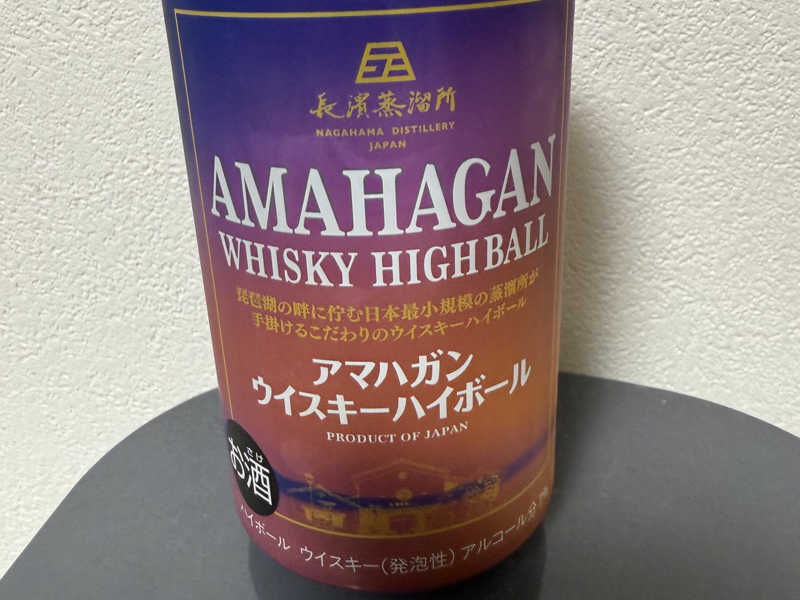 長濱蒸溜所
NAGAHAMA DISTILLERY
JAPAN
AMAHAGAN
WHISKY HIGHBALL
琵琶湖の畔に佇む日本最小規模の蒸溜所が
手掛けるこだわりのウイスキーハイボール
アマハガン
ウイスキーハイボール
PRODUCT OF JAPAN
さけ
お酒
ハイボール ウイスキー(発泡性) アルコール分